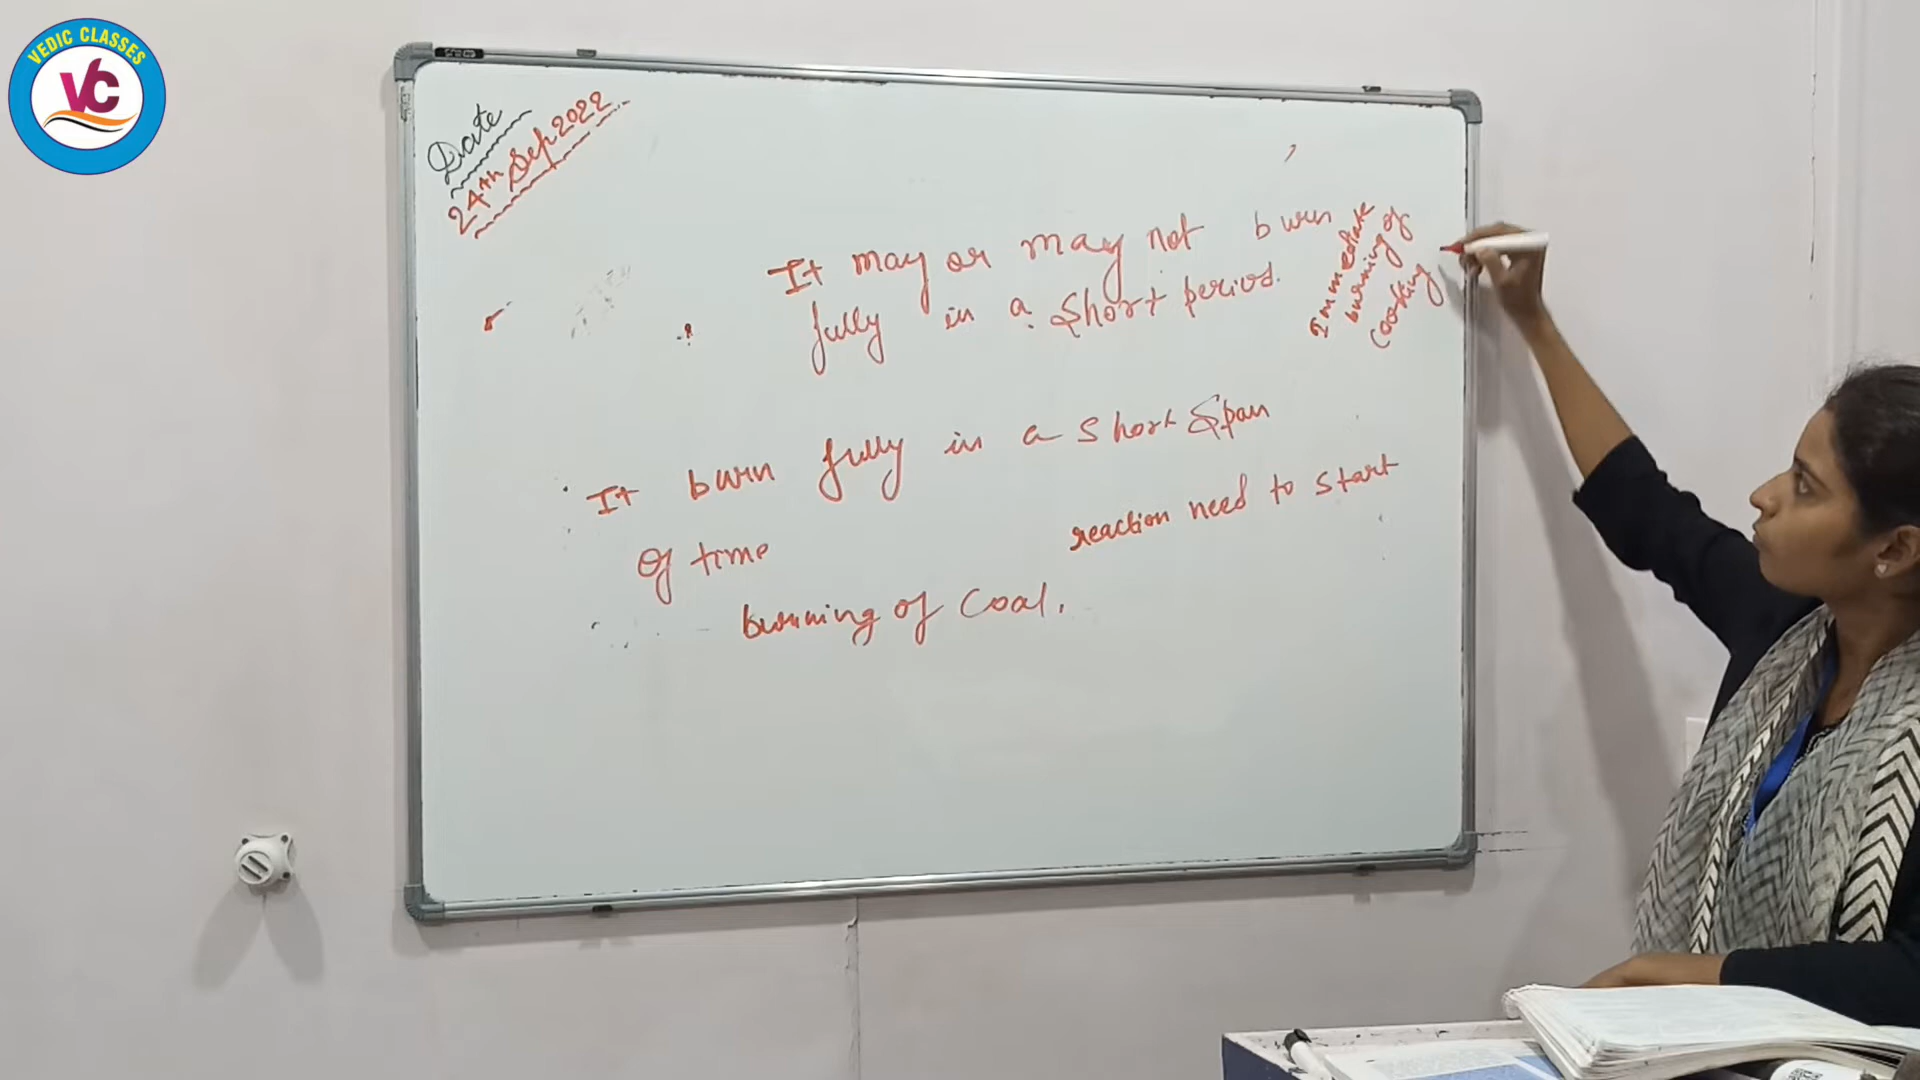 VEDIC CLASSES
VC
Date
24th Sep 2022
It may or may not burn
fully in a short period.
Immediate
burning of
cooking
It burn fully in a short span
of time
reaction need to start
burning of coal.